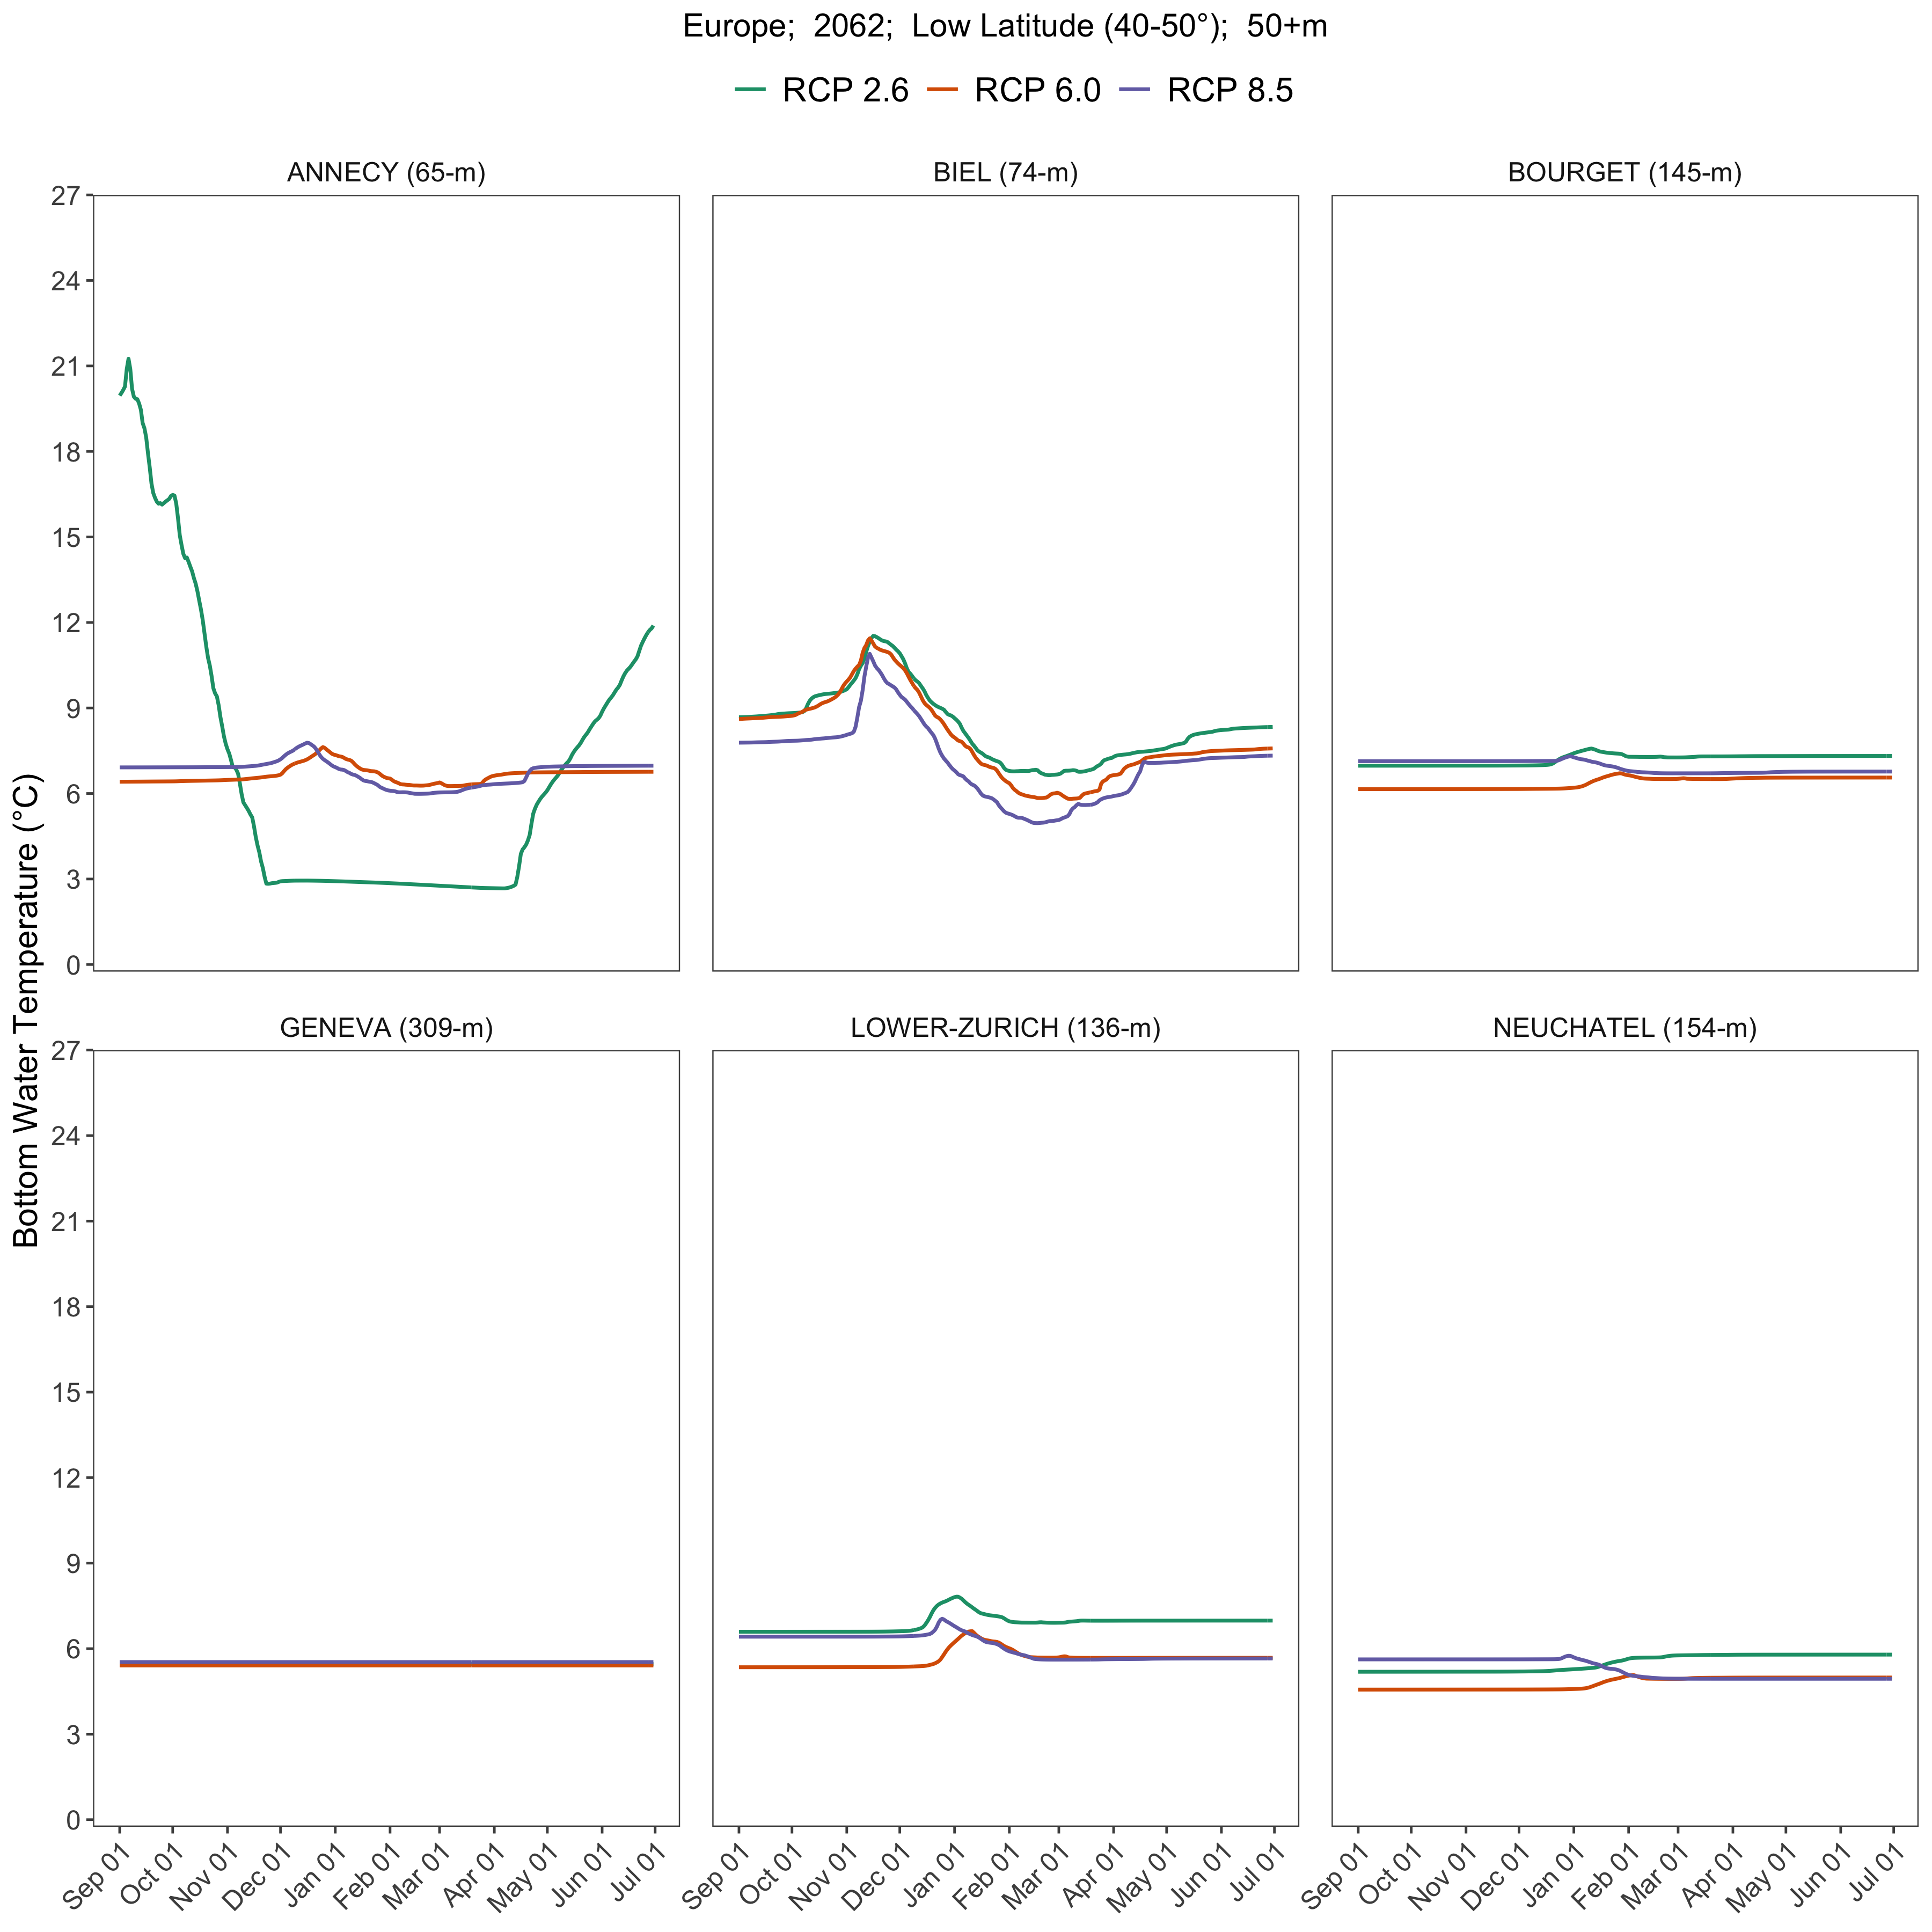 Europe;  2062;  Low Latitude (40-50°);  50+m
RCP 2.6 RCP 6.0 RCP 8.5
ANNECY (65-m) BIEL (74-m) BOURGET (145-m)
27
24
21
18
15
12
9
6
3
0
Bottom Water Temperature (°C)
GENEVA (309-m) LOWER-ZURICH (136-m) NEUCHATEL (154-m)
27
24
21
18
15
12
9
6
3
0
Sep 01 Oct 01 Nov 01 Dec 01 Jan 01 Feb 01 Mar 01 Apr 01 May 01 Jun 01 Jul 01
Sep 01 Oct 01 Nov 01 Dec 01 Jan 01 Feb 01 Mar 01 Apr 01 May 01 Jun 01 Jul 01
Sep 01 Oct 01 Nov 01 Dec 01 Jan 01 Feb 01 Mar 01 Apr 01 May 01 Jun 01 Jul 01